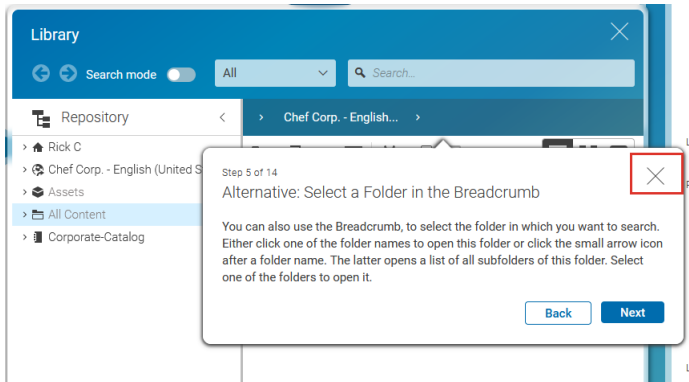 Library
Search mode
All
Search...
Repository
Chef Corp. - English...
Rick C
Chef Corp. - English (United S
Assets
All Content
Corporate-Catalog
Step 5 of 14
Alternative: Select a Folder in the Breadcrumb
You can also use the Breadcrumb, to select the folder in which you want to search.
Either click one of the folder names to open this folder or click the small arrow icon
after a folder name. The latter opens a list of all subfolders of this folder. Select
one of the folders to open it.
Back
Next